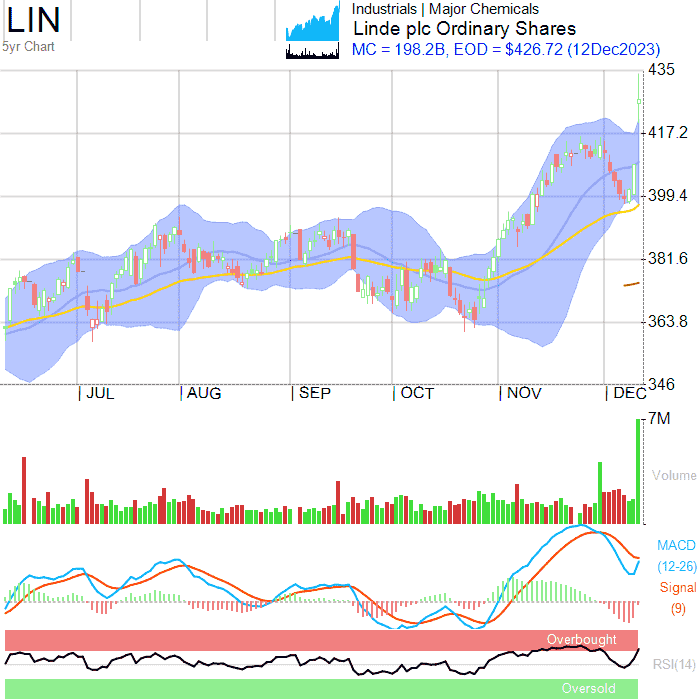 LIN
5yr Chart
Industrials | Major Chemicals
Linde plc Ordinary Shares
MC = 198.2B, EOD = $426.72 (12Dec2023)
435
417.2
399.4
381.6
363.8
346
JUL AUG SEP OCT NOV DEC
7M
Volume
MACD
(12-26)
Signal
(9)
Overbought
RSI(14)
Oversold